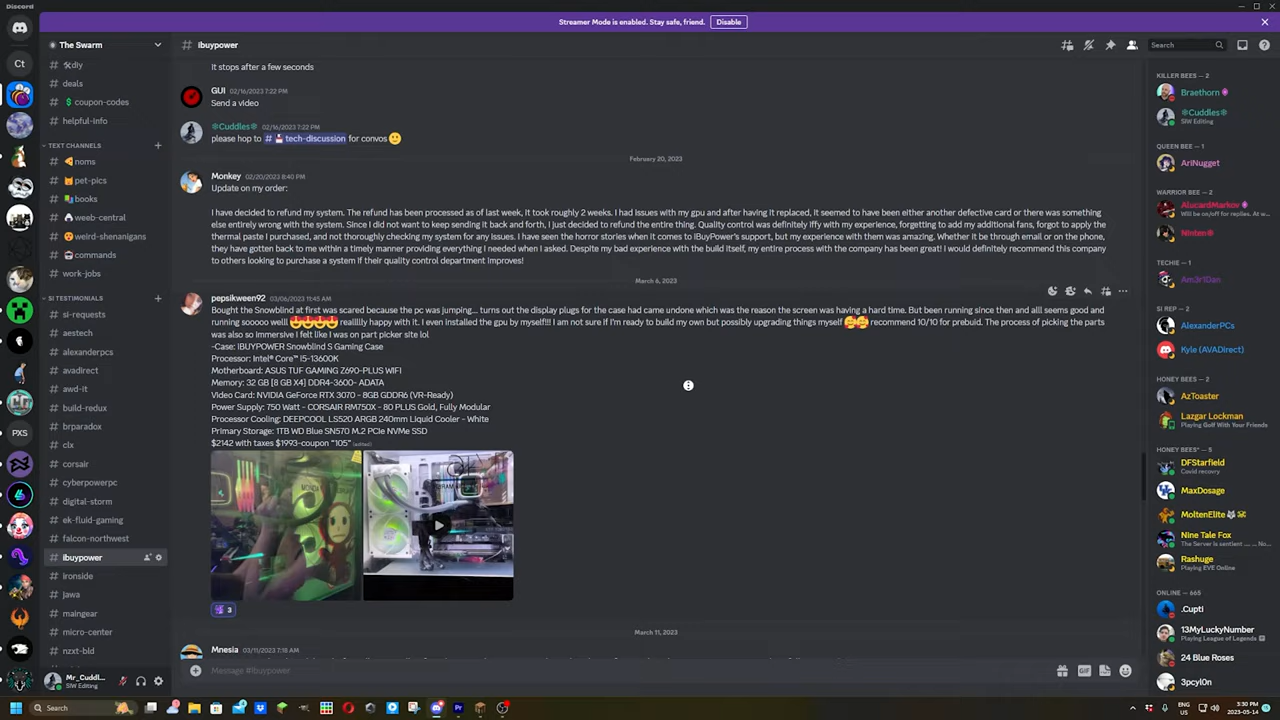 Discord
Streamer Mode is enabled. Stay safe, friend.
Disable
The Swarm
diy
deals
coupon-codes
helpful-info
TEXT CHANNELS
noms
pet-pics
books
weeb-central
weird-shenanigans
commands
work-jobs
SI TESTIMONIALS
si-requests
aestech
alexanderpcs
avadirect
awd-it
build-redux
brparadox
clx
corsair
cyberpowerpc
digital-storm
ek-fluid-gaming
falcon-northwest
ibuypower
ironside
jawa
maingear
micro-center
nzxt-bld
Mr_Cuddl...
SIW Editing
# ibuypower
Search
It stops after a few seconds
GUI 02/16/2023 7:22 PM
Send a video
❄Cuddles❄ 02/16/2023 7:22 PM
please hop to # 💾tech-discussion for convos 🙂
February 20, 2023
Monkey 02/20/2023 8:40 PM
Update on my order:
I have decided to refund my system. The refund has been processed as of last week, it took roughly 2 weeks. I had issues with my gpu and after having it replaced, it seemed to have been either another defective card or there was something
else entirely wrong with the system. Since I did not want to keep sending it back and forth, I just decided to refund the entire thing. Quality control was definitely iffy with my experience, forgetting to add my additional fans, forgot to apply the
thermal paste I purchased, and not thoroughly checking my system for any issues. I have seen the horror stories when it comes to IBuyPower's support, but my experience with them was amazing. Whether it be through email or on the phone,
they have gotten back to me within a timely manner providing everything I needed when I asked. Despite my bad experience with the build itself, my entire process with the company has been great! I would definitely recommend this company
to others looking to purchase a system if their quality control department improves!
March 6, 2023
pepsikween92 03/06/2023 11:45 AM
Bought the Snowblind at first was scared because the pc was jumping... turns out the display plugs for the case had came undone which was the reason the screen was having a hard time. But been running since then and alll seems good and
running sooooo welll 🤩🤩🤩🤩 realllly happy with it. I even installed the gpu by myself!!! I am not sure if I'm ready to build my own but possibly upgrading things myself 🥰🥰 recommend 10/10 for prebuid. The process of picking the parts
was also so immersive I felt like I was on part picker site lol
-Case: IBUYPOWER Snowblind S Gaming Case
Processor: Intel® Core™ i5-13600K
Motherboard: ASUS TUF GAMING Z690-PLUS WIFI
Memory: 32 GB [8 GB X4] DDR4-3600- ADATA
Video Card: NVIDIA GeForce RTX 3070 - 8GB GDDR6 (VR-Ready)
Power Supply: 750 Watt - CORSAIR RM750X - 80 PLUS Gold, Fully Modular
Processor Cooling: DEEPCOOL LS520 ARGB 240mm Liquid Cooler - White
Primary Storage: 1TB WD Blue SN570 M.2 PCIe NVMe SSD
$2142 with taxes $1993-coupon "105" (edited)
3
March 11, 2023
Mnesia 03/11/2023 7:18 AM
Message #ibuypower
GIF
KILLER BEES — 2
Braethorn
❄Cuddles❄
SIW Editing
QUEEN BEE — 1
AriNugget
WARRIOR BEE — 2
AlucardMarkov
Will be on/off for repairs...
Ninten
TECHIE — 1
Am3r1Dan
SI REP — 2
AlexanderPCs
Kyle (AVADirect)
HONEY BEES — 2
AzToaster
Lazgar Lockmort
Playing Golf With Your Friends
HONEY BEES* — 5
DFStarfield
Covid recovry
MaxDosage
MoltenElite
Nine Tale Fox
The Server is sentient .... ... No...
Rashuge
Playing EVE Online
ONLINE — 665
.Cupti
13MyLuckyNumber
Playing League of Legends
24 Blue Roses
3pcyl0n
Search
ENG
US
3:30 PM
2023-05-14